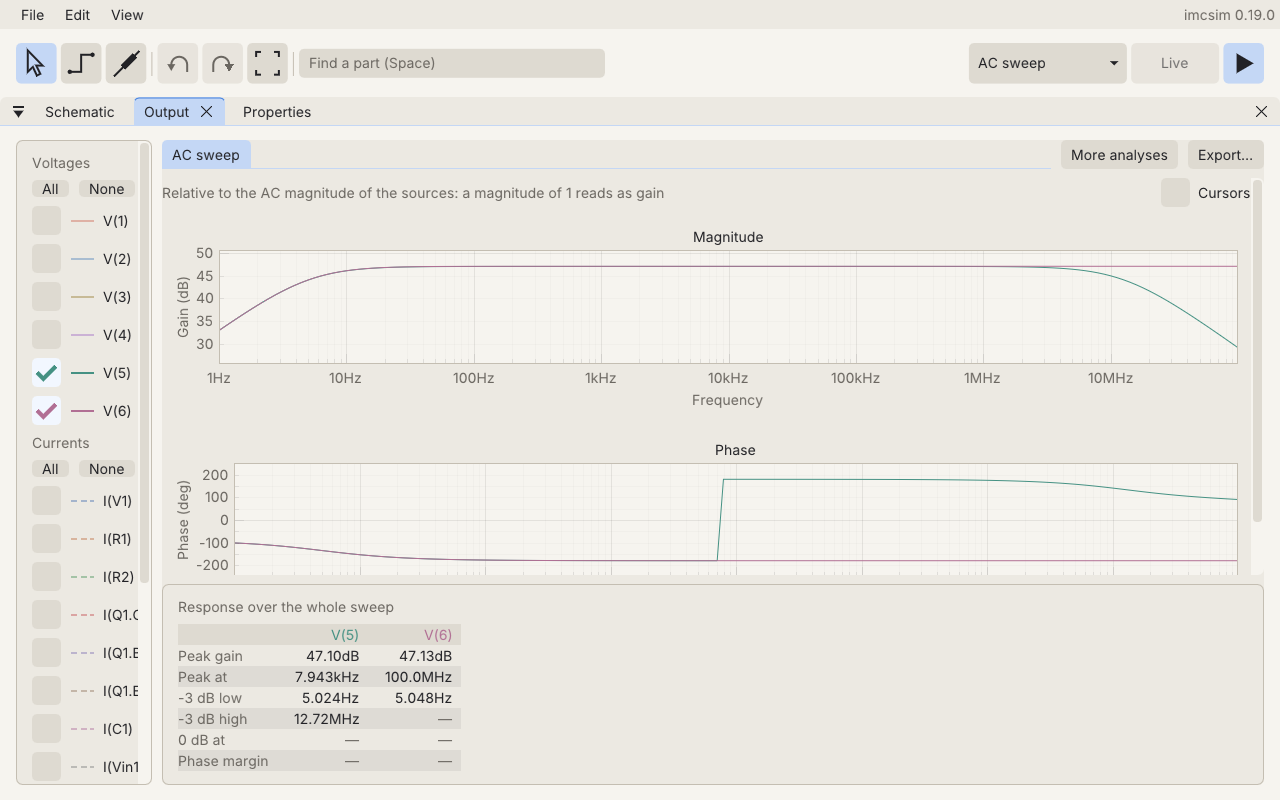 File Edit View imcsim 0.19.0
Find a part (Space) AC sweep Live
Schematic Output Properties
Voltages
All None
V(1)
V(2)
V(3)
V(4)
V(5)
V(6)
Currents
All None
I(V1)
I(R1)
I(R2)
I(Q1.
I(Q1.
I(Q1.
I(C1)
I(Vin1
AC sweep More analyses Export...
Relative to the AC magnitude of the sources: a magnitude of 1 reads as gain Cursors
Magnitude
Gain (dB)
50
45
40
35
30
1Hz 10Hz 100Hz 1kHz 10kHz 100kHz 1MHz 10MHz
Frequency
Phase
Phase (deg)
200
100
0
-100
-200
Response over the whole sweep
V(5) V(6)
Peak gain 47.10dB 47.13dB
Peak at 7.943kHz 100.0MHz
-3 dB low 5.024Hz 5.048Hz
-3 dB high 12.72MHz —
0 dB at — —
Phase margin — —